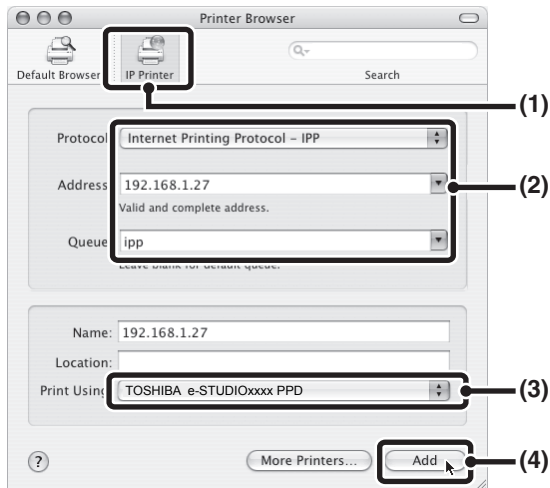 Printer Browser
Default Browser
IP Printer
Search
(1)
Protocol
Internet Printing Protocol – IPP
Address
192.168.1.27
(2)
Valid and complete address.
Queue
ipp
Leave blank for default queue.
Name: 192.168.1.27
Location:
Print Using
TOSHIBA e-STUDIOxxxx PPD
(3)
?
More Printers...
Add
(4)